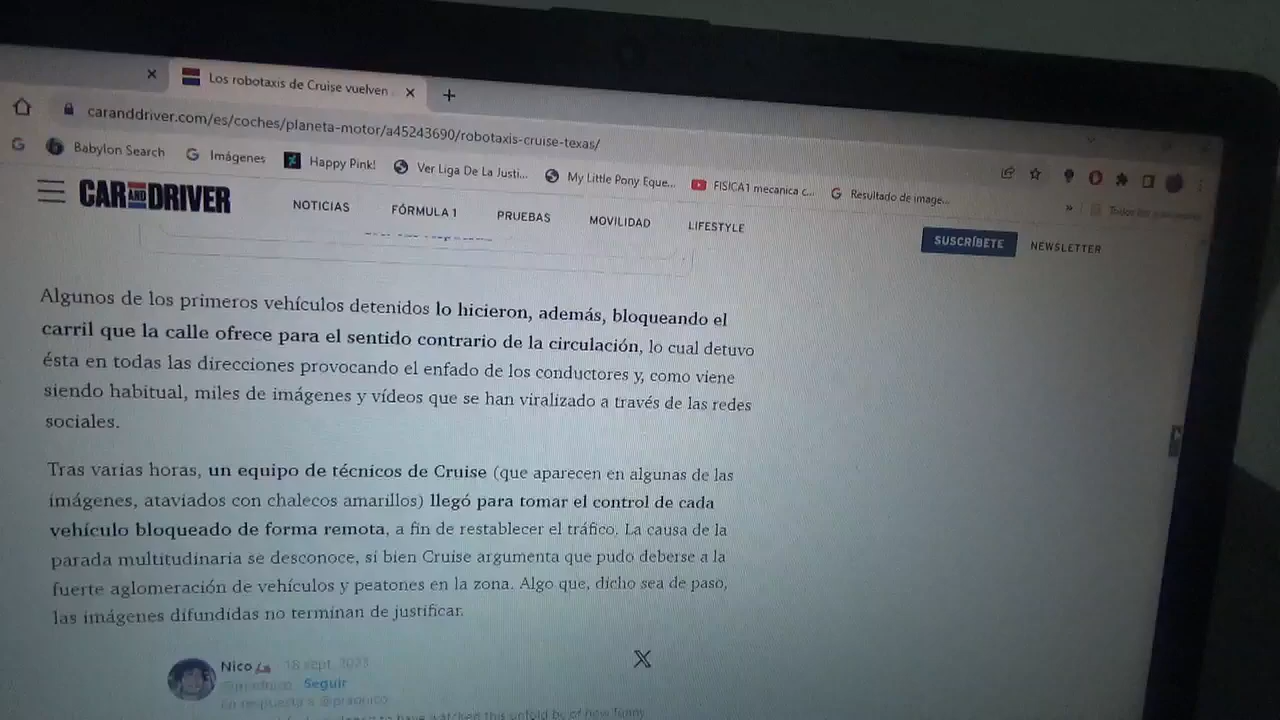 Los robotaxis de Cruise vuelven
caranddriver.com/es/coches/planeta-motor/a45243690/robotaxis-cruise-texas/
Babylon Search
Imágenes
Happy Pink!
Ver Liga De La Justi...
My Little Pony Eque...
FISICA1 mecanica c...
Resultado de image...
CAR AND DRIVER
NOTICIAS
FÓRMULA 1
PRUEBAS
MOVILIDAD
LIFESTYLE
SUSCRÍBETE
NEWSLETTER
Algunos de los primeros vehículos detenidos lo hicieron, además, bloqueando el
carril que la calle ofrece para el sentido contrario de la circulación, lo cual detuvo
ésta en todas las direcciones provocando el enfado de los conductores y, como viene
siendo habitual, miles de imágenes y vídeos que se han viralizado a través de las redes
sociales.
Tras varias horas, un equipo de técnicos de Cruise (que aparecen en algunas de las
imágenes, ataviados con chalecos amarillos) llegó para tomar el control de cada
vehículo bloqueado de forma remota, a fin de restablecer el tráfico. La causa de la
parada multitudinaria se desconoce, si bien Cruise argumenta que pudo deberse a la
fuerte aglomeración de vehículos y peatones en la zona. Algo que, dicho sea de paso,
las imágenes difundidas no terminan de justificar.
Nico
18 sept. 2023
Seguir
En respuesta a